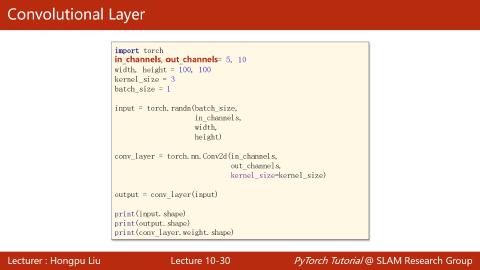 Convolutional Layer
import torch
in_channels, out_channels= 5, 10
width, height = 100, 100
kernel_size = 3
batch_size = 1
input = torch.randn(batch_size,
in_channels,
width,
height)
conv_layer = torch.nn.Conv2d(in_channels,
out_channels,
kernel_size=kernel_size)
output = conv_layer(input)
print(input.shape)
print(output.shape)
print(conv_layer.weight.shape)
Lecturer : Hongpu Liu
Lecture 10-30
PyTorch Tutorial @ SLAM Research Group